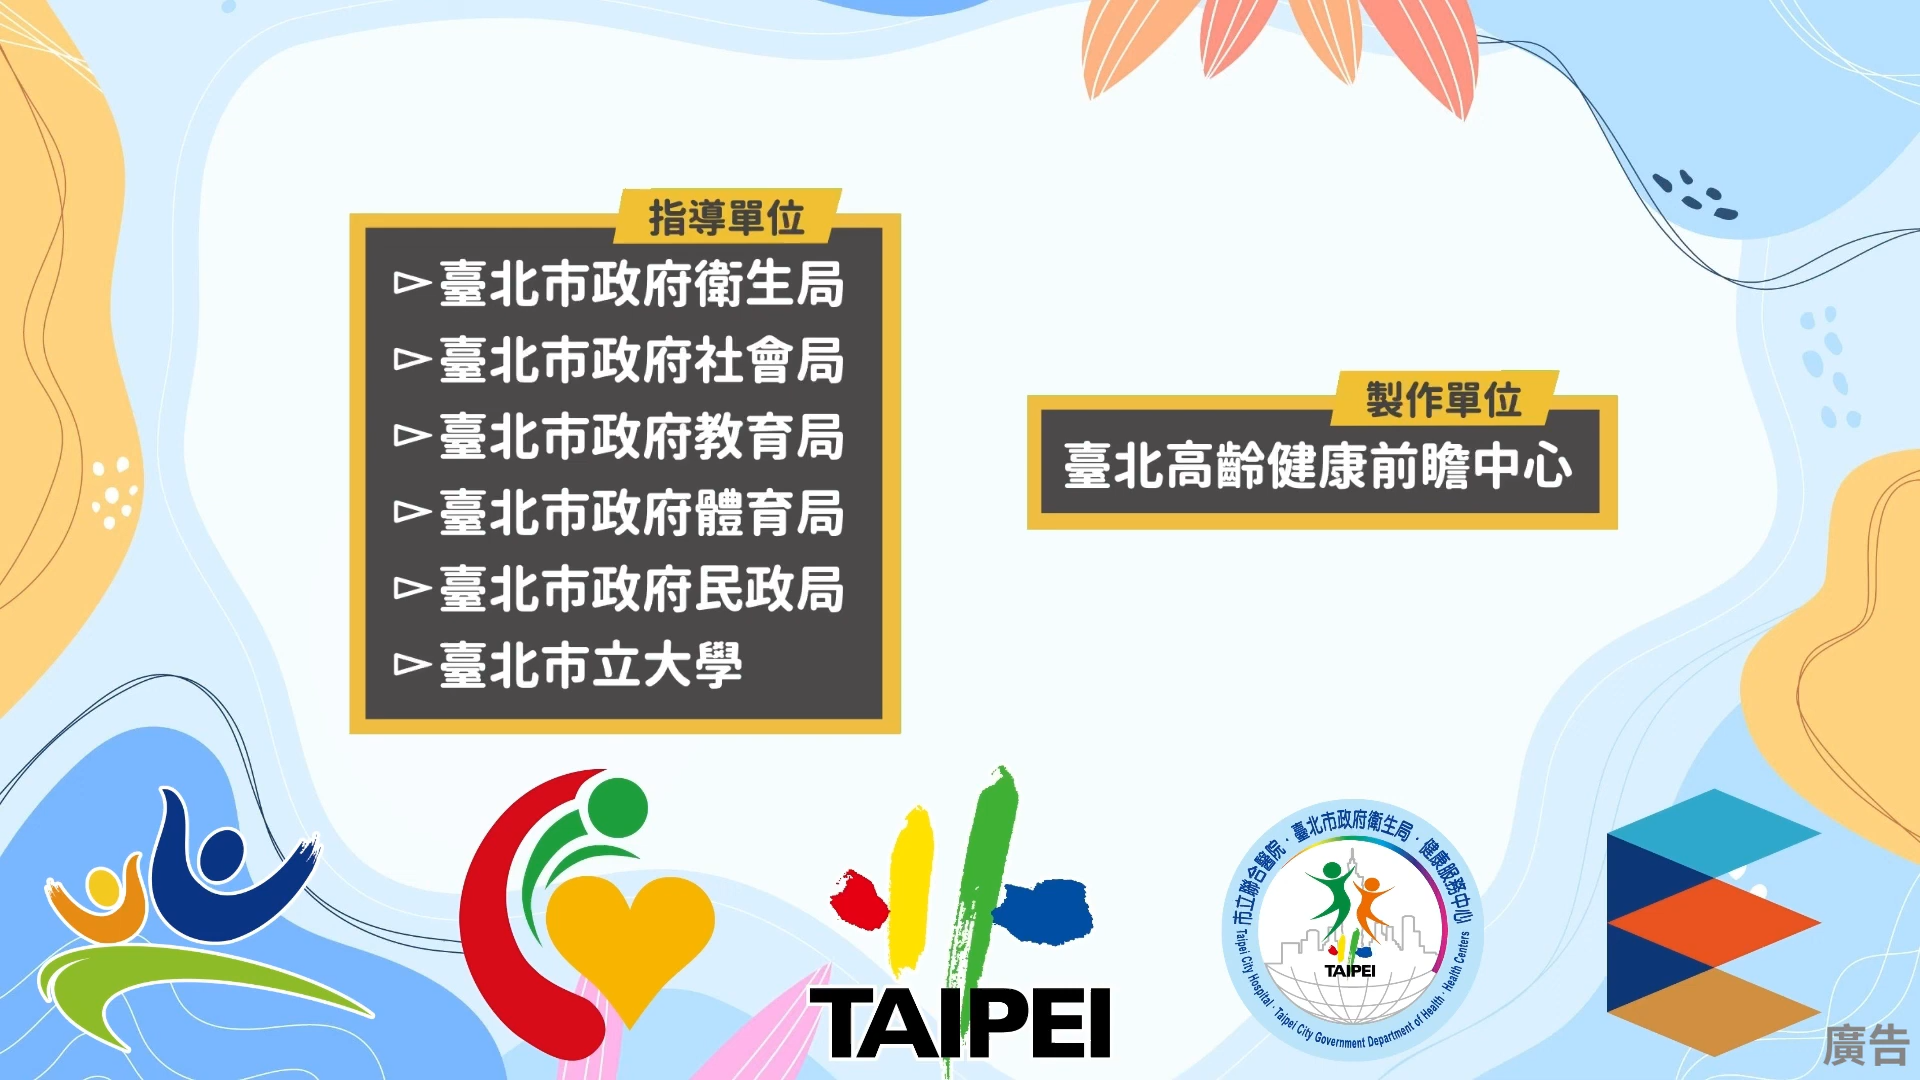 指導單位
▻臺北市政府衛生局
▻臺北市政府社會局
▻臺北市政府教育局
▻臺北市政府體育局
▻臺北市政府民政局
▻臺北市立大學
製作單位
臺北高齡健康前瞻中心
TAIPEI
市立聯合醫院·臺北市政府衛生局·健康服務中心
TAIPEI
Taipei City Hospital · Taipei City Government Department of Health · Health Centers
廣告